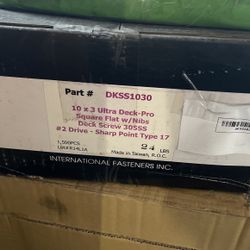 Part # DKSS1030
10 x 3 Ultra Deck-Pro
Square Flat w/Nibs
Deck Screw 305SS
#2 Drive - Sharp Point Type 17
1,550PCS
24 LBS
Made in Taiwan, R.O.C.
INTERNATIONAL FASTENERS INC.